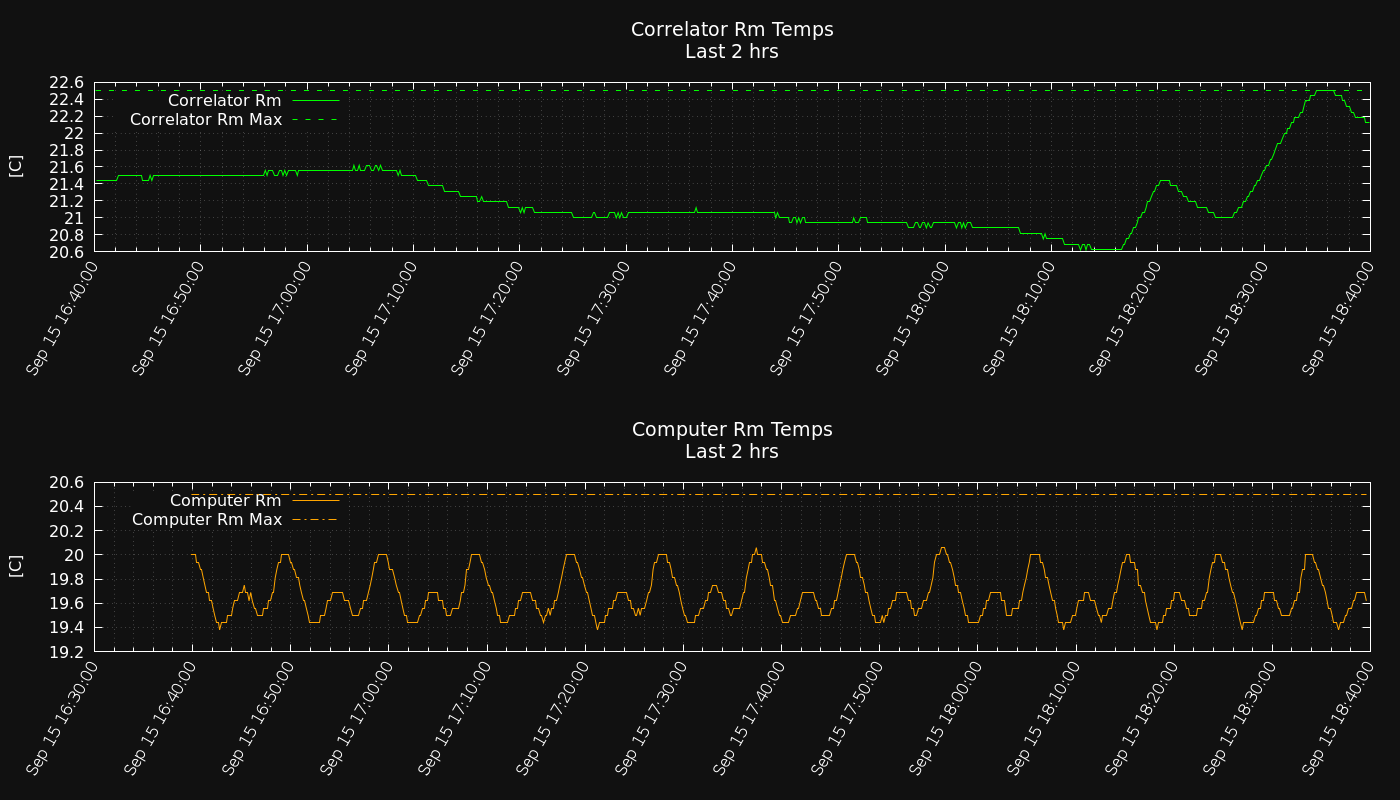 Correlator Rm Temps
Last 2 hrs
[C]
22.6
22.4
22.2
22
21.8
21.6
21.4
21.2
21
20.8
20.6
Correlator Rm
Correlator Rm Max
Sep 15 16:40:00
Sep 15 16:50:00
Sep 15 17:00:00
Sep 15 17:10:00
Sep 15 17:20:00
Sep 15 17:30:00
Sep 15 17:40:00
Sep 15 17:50:00
Sep 15 18:00:00
Sep 15 18:10:00
Sep 15 18:20:00
Sep 15 18:30:00
Sep 15 18:40:00
Computer Rm Temps
Last 2 hrs
[C]
20.6
20.4
20.2
20
19.8
19.6
19.4
19.2
Computer Rm
Computer Rm Max
Sep 15 16:30:00
Sep 15 16:40:00
Sep 15 16:50:00
Sep 15 17:00:00
Sep 15 17:10:00
Sep 15 17:20:00
Sep 15 17:30:00
Sep 15 17:40:00
Sep 15 17:50:00
Sep 15 18:00:00
Sep 15 18:10:00
Sep 15 18:20:00
Sep 15 18:30:00
Sep 15 18:40:00